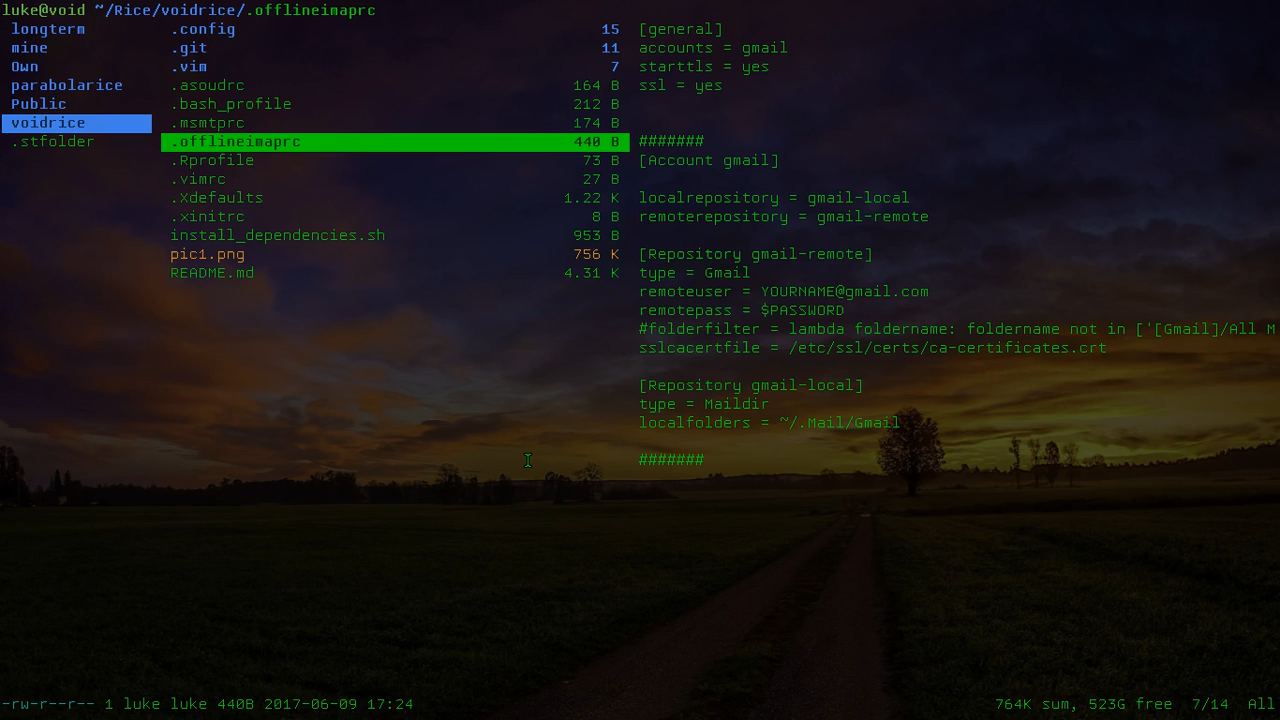 luke@void ~/Rice/voidrice/.offlineimaprc
longterm
mine
Own
parabolarice
Public
voidrice
.stfolder
.config 15
.git 11
.vim 7
.asoudrc 164 B
.bash_profile 212 B
.msmtprc 174 B
.offlineimaprc 440 B
.Rprofile 73 B
.vimrc 27 B
.Xdefaults 1.22 K
.xinitrc 8 B
install_dependencies.sh 953 B
pic1.png 756 K
README.md 4.31 K
[general]
accounts = gmail
starttls = yes
ssl = yes
#######
[Account gmail]
localrepository = gmail-local
remoterepository = gmail-remote
[Repository gmail-remote]
type = Gmail
remoteuser = YOURNAME@gmail.com
remotepass = $PASSWORD
#folderfilter = lambda foldername: foldername not in ['[Gmail]/All M
sslcacertfile = /etc/ssl/certs/ca-certificates.crt
[Repository gmail-local]
type = Maildir
localfolders = ~/.Mail/Gmail
#######
-rw-r--r-- 1 luke luke 440B 2017-06-09 17:24 764K sum, 523G free 7/14 All